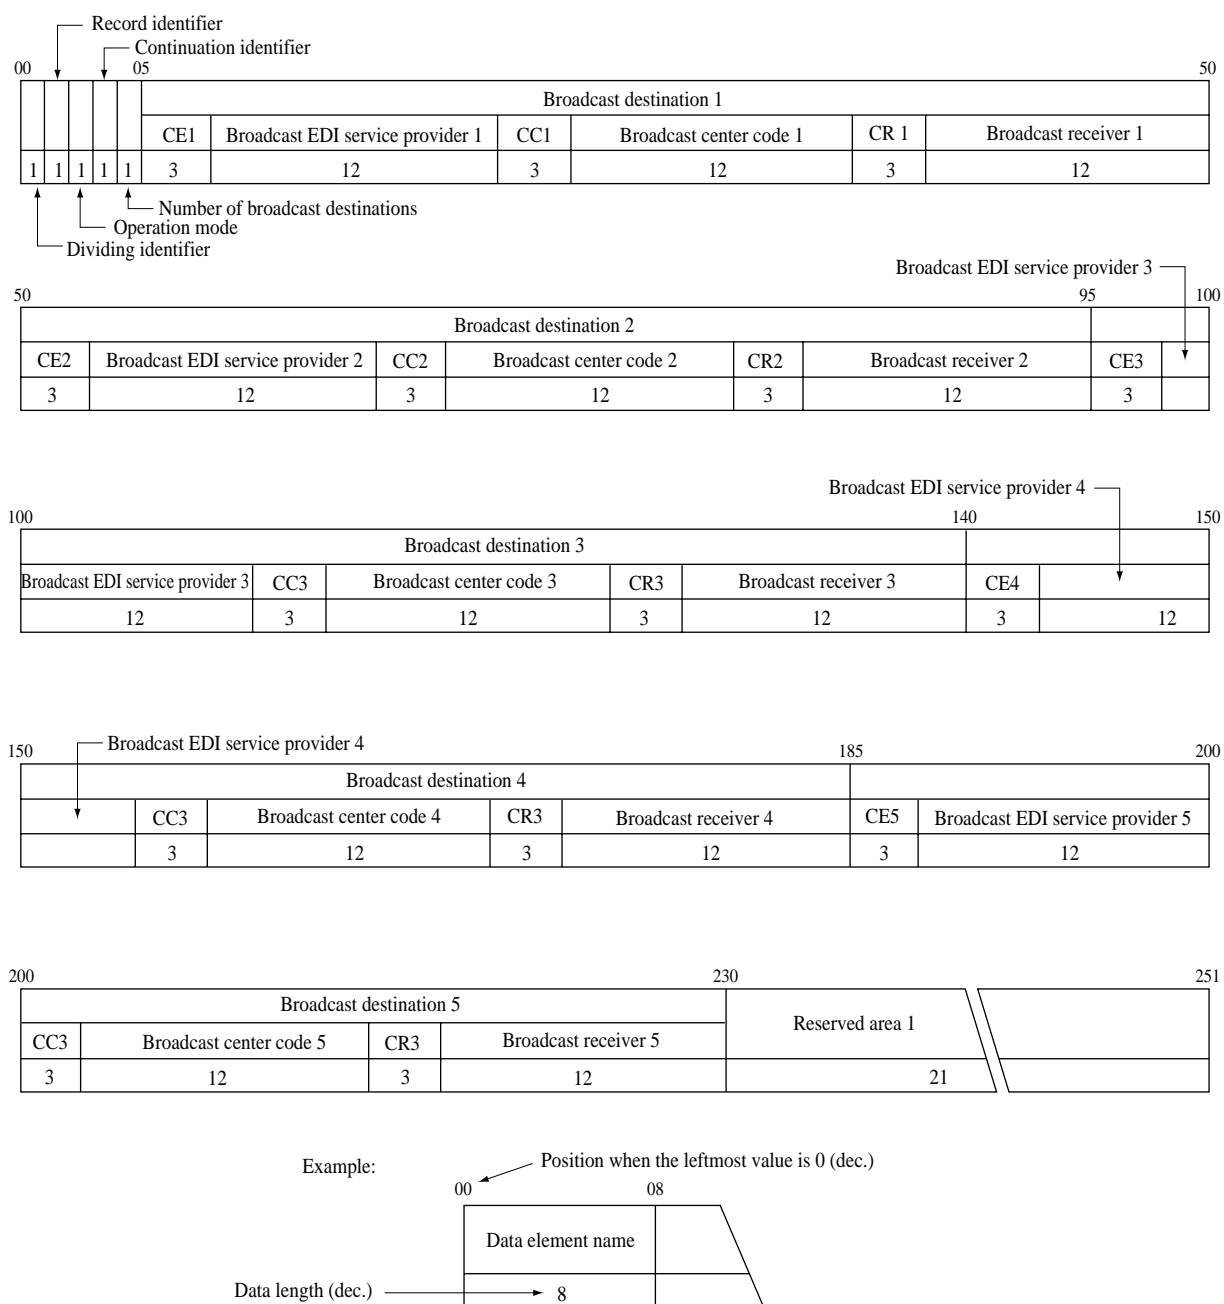 Record identifier
Continuation identifier
00 05 50
Broadcast destination 1
CE1 Broadcast EDI service provider 1 CC1 Broadcast center code 1 CR 1 Broadcast receiver 1
1 1 1 1 1 3 12 3 12 3 12
Number of broadcast destinations
Operation mode
Dividing identifier
Broadcast EDI service provider 3
50 95 100
Broadcast destination 2
CE2 Broadcast EDI service provider 2 CC2 Broadcast center code 2 CR2 Broadcast receiver 2 CE3
3 12 3 12 3 12 3
Broadcast EDI service provider 4
100 140 150
Broadcast destination 3
Broadcast EDI service provider 3 CC3 Broadcast center code 3 CR3 Broadcast receiver 3 CE4
12 3 12 3 12 3 12
150 Broadcast EDI service provider 4 185 200
Broadcast destination 4
CC3 Broadcast center code 4 CR3 Broadcast receiver 4 CE5 Broadcast EDI service provider 5
3 12 3 12 3 12
200 230 251
Broadcast destination 5
Reserved area 1
CC3 Broadcast center code 5 CR3 Broadcast receiver 5
3 12 3 12 21
Example: Position when the leftmost value is 0 (dec.)
00 08
Data element name
Data length (dec.) 8